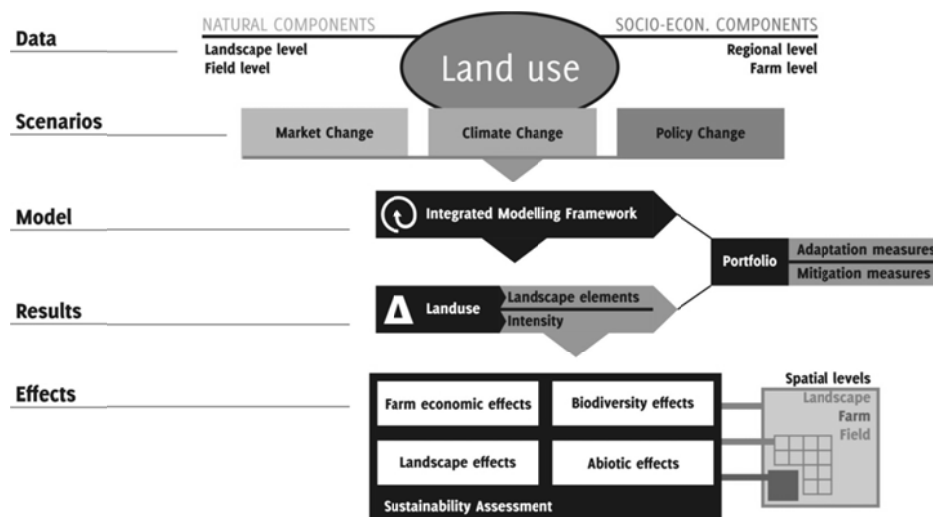 NATURAL COMPONENTS
SOCIO-ECON. COMPONENTS
Data
Landscape level
Field level
Land use
Regional level
Farm level
Scenarios
Market Change
Climate Change
Policy Change
Model
Integrated Modelling Framework
Portfolio
Adaptation measures
Mitigation measures
Results
Δ Landuse
Landscape elements
Intensity
Effects
Farm economic effects
Biodiversity effects
Landscape effects
Abiotic effects
Sustainability Assessment
Spatial levels
Landscape
Farm
Field